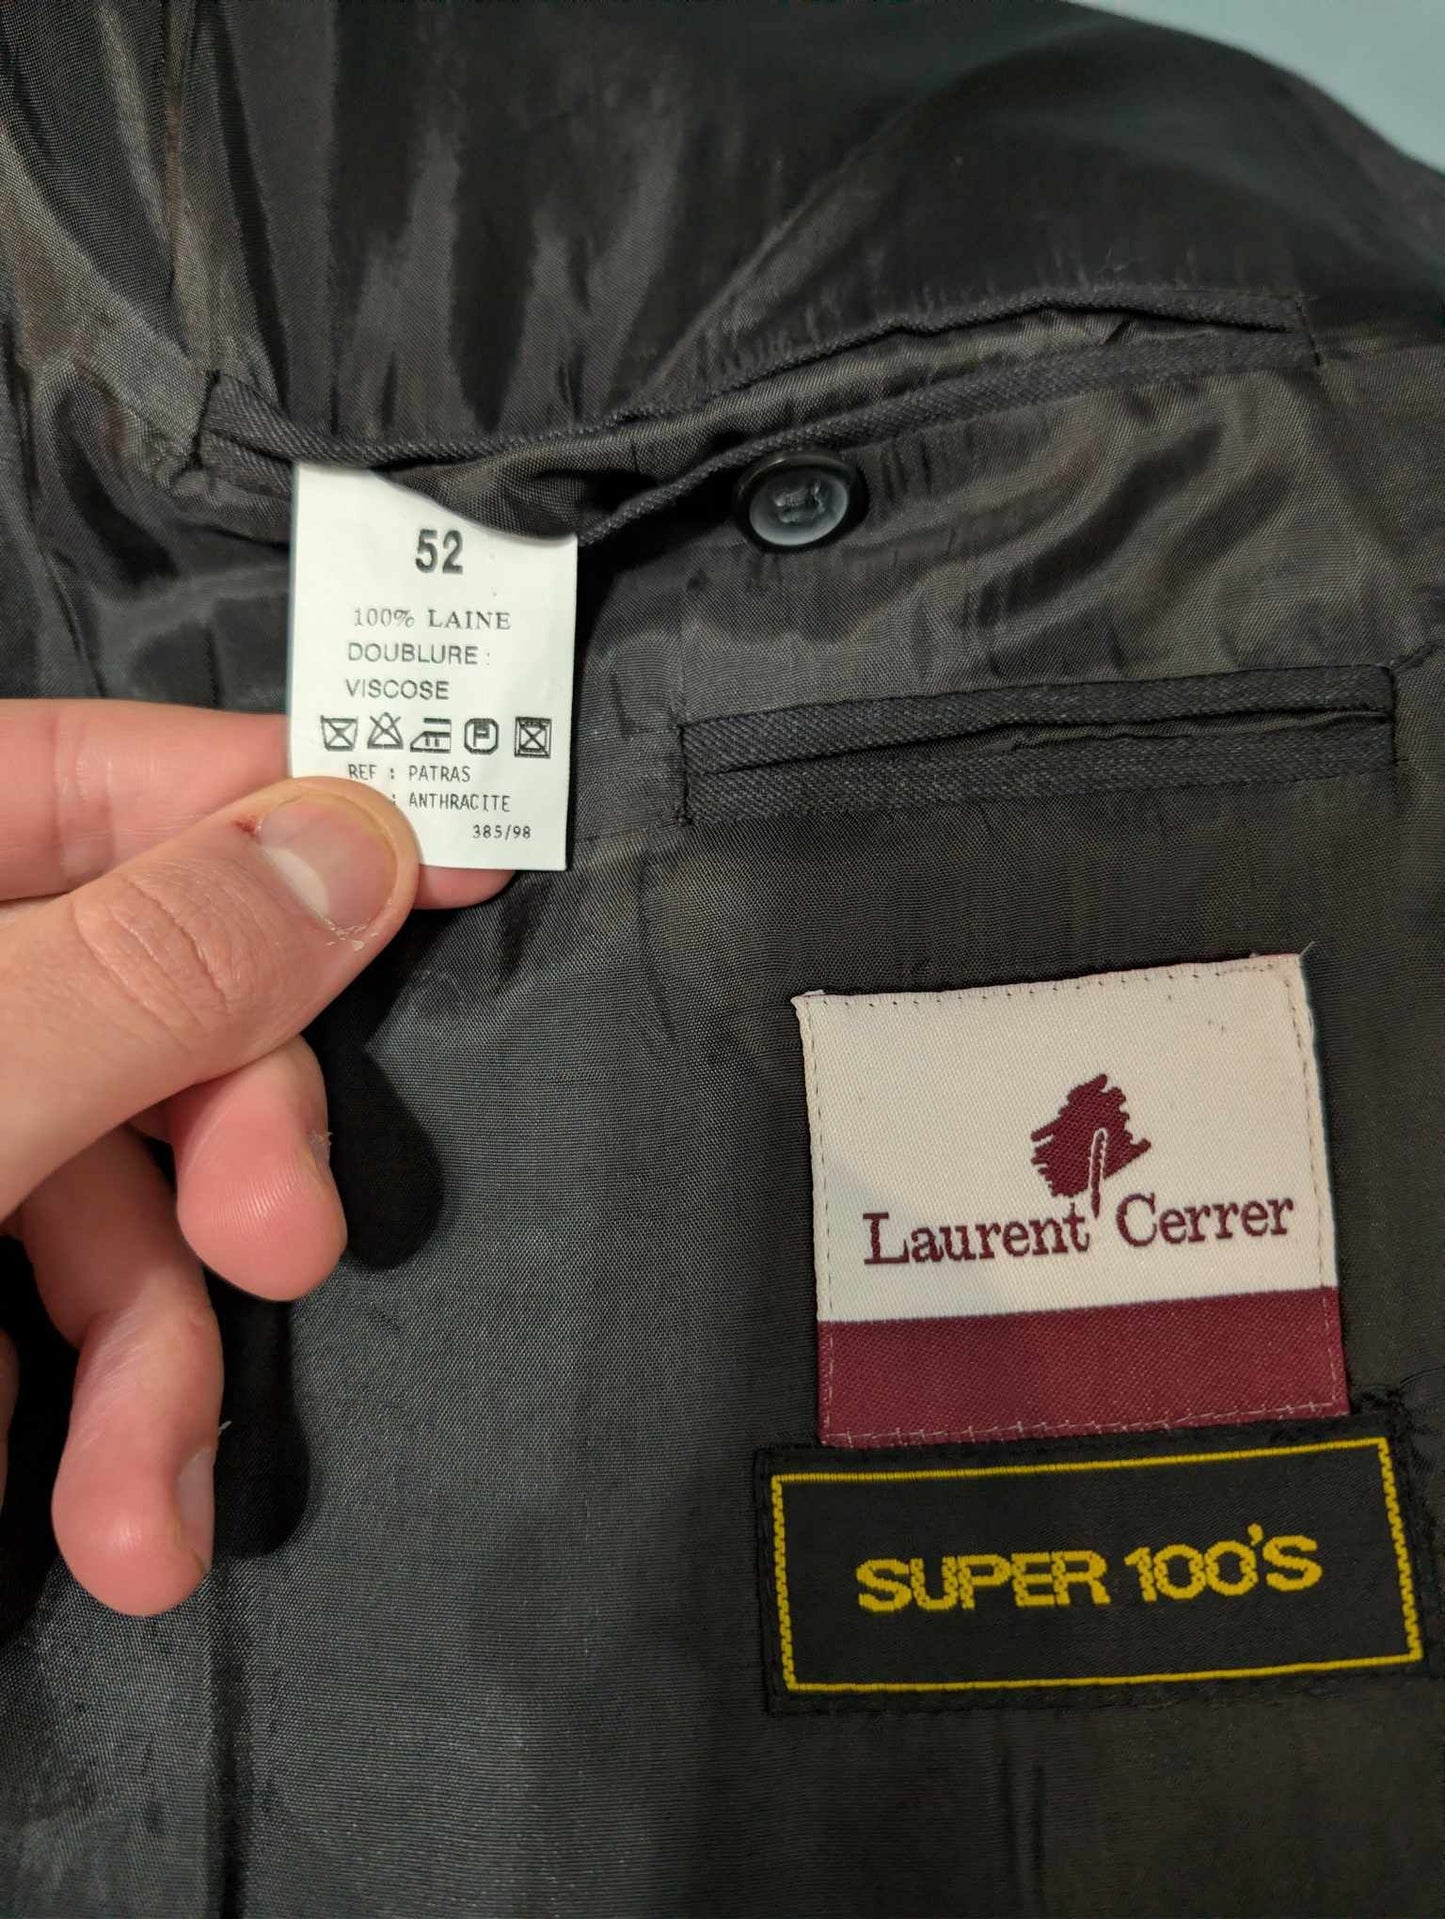 52
100% LAINE
DOUBLURE :
VISCOSE
P
REF : PATRAS
: ANTHRACITE
385/98
Laurent Cerrer
SUPER 100'S